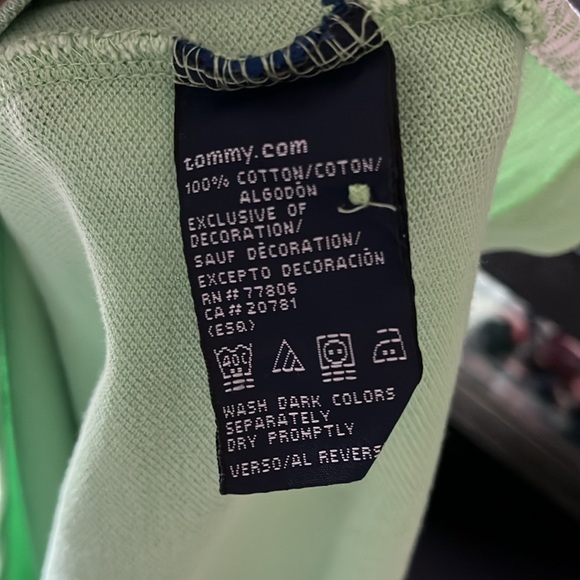 tommy.com
100% COTTON/COTON/
ALGODÓN
EXCLUSIVE OF
DECORATION/
SAUF DÉCORATION/
EXCEPTO DECORACIÓN
RN# 77806
CA# 20781
(ESQ)
40C
WASH DARK COLORS
SEPARATELY
DRY PROMPTLY
VERSO/AL REVERS